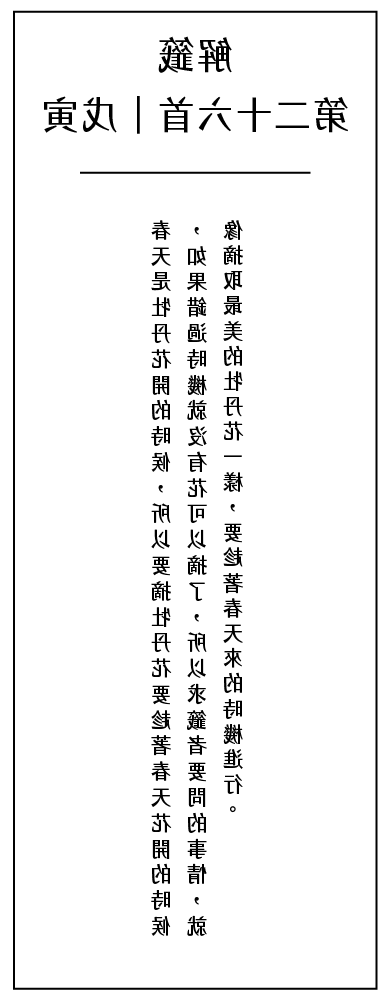 解籤
第二十六首｜戊寅
春天是牡丹花開的時候，所以要摘牡丹花要趁著春天花開的時候
，如果錯過時機就沒有花可以摘了，所以求籤者要問的事情，就
像摘取最美的牡丹花一樣，要趁著春天來的時機進行。